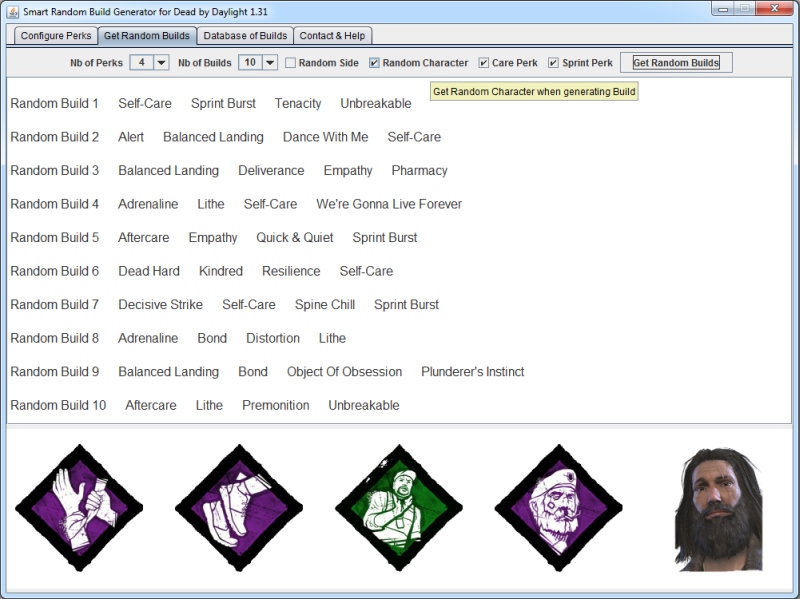 Smart Random Build Generator for Dead by Daylight 1.31
Configure Perks Get Random Builds Database of Builds Contact & Help
Nb of Perks 4 Nb of Builds 10 Random Side Random Character Care Perk Sprint Perk Get Random Builds
Get Random Character when generating Build
Random Build 1 Self-Care Sprint Burst Tenacity Unbreakable
Random Build 2 Alert Balanced Landing Dance With Me Self-Care
Random Build 3 Balanced Landing Deliverance Empathy Pharmacy
Random Build 4 Adrenaline Lithe Self-Care We're Gonna Live Forever
Random Build 5 Aftercare Empathy Quick & Quiet Sprint Burst
Random Build 6 Dead Hard Kindred Resilience Self-Care
Random Build 7 Decisive Strike Self-Care Spine Chill Sprint Burst
Random Build 8 Adrenaline Bond Distortion Lithe
Random Build 9 Balanced Landing Bond Object Of Obsession Plunderer's Instinct
Random Build 10 Aftercare Lithe Premonition Unbreakable